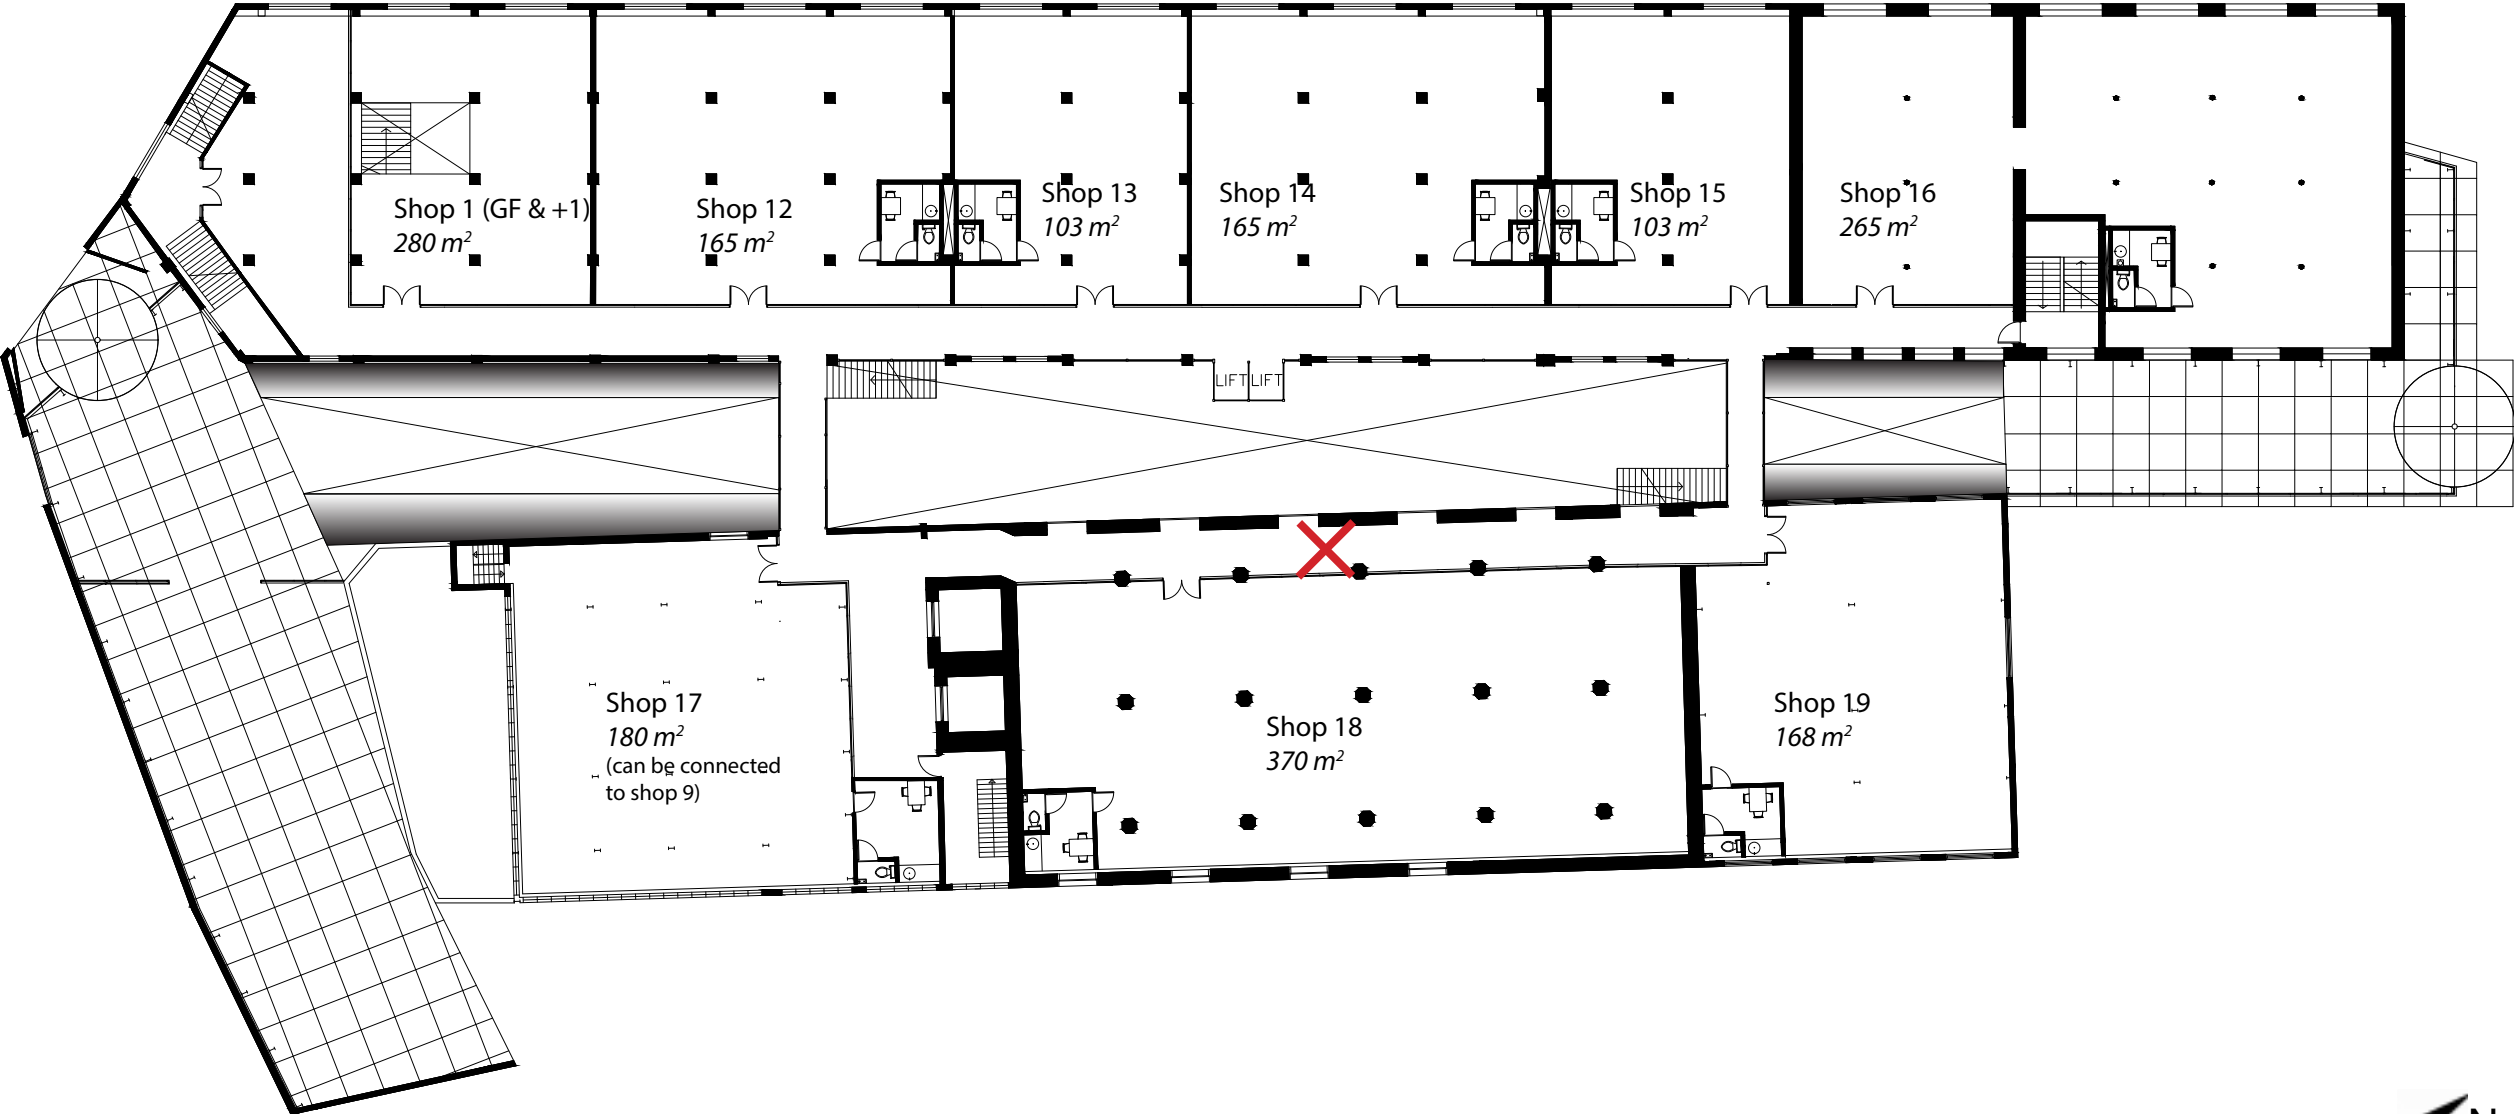 Shop 1 (GF & +1)
280 m²
Shop 12
165 m²
Shop 13
103 m²
Shop 14
165 m²
Shop 15
103 m²
Shop 16
265 m²
LIFT LIFT
Shop 17
180 m²
(can be connected
to shop 9)
Shop 18
370 m²
Shop 19
168 m²
N